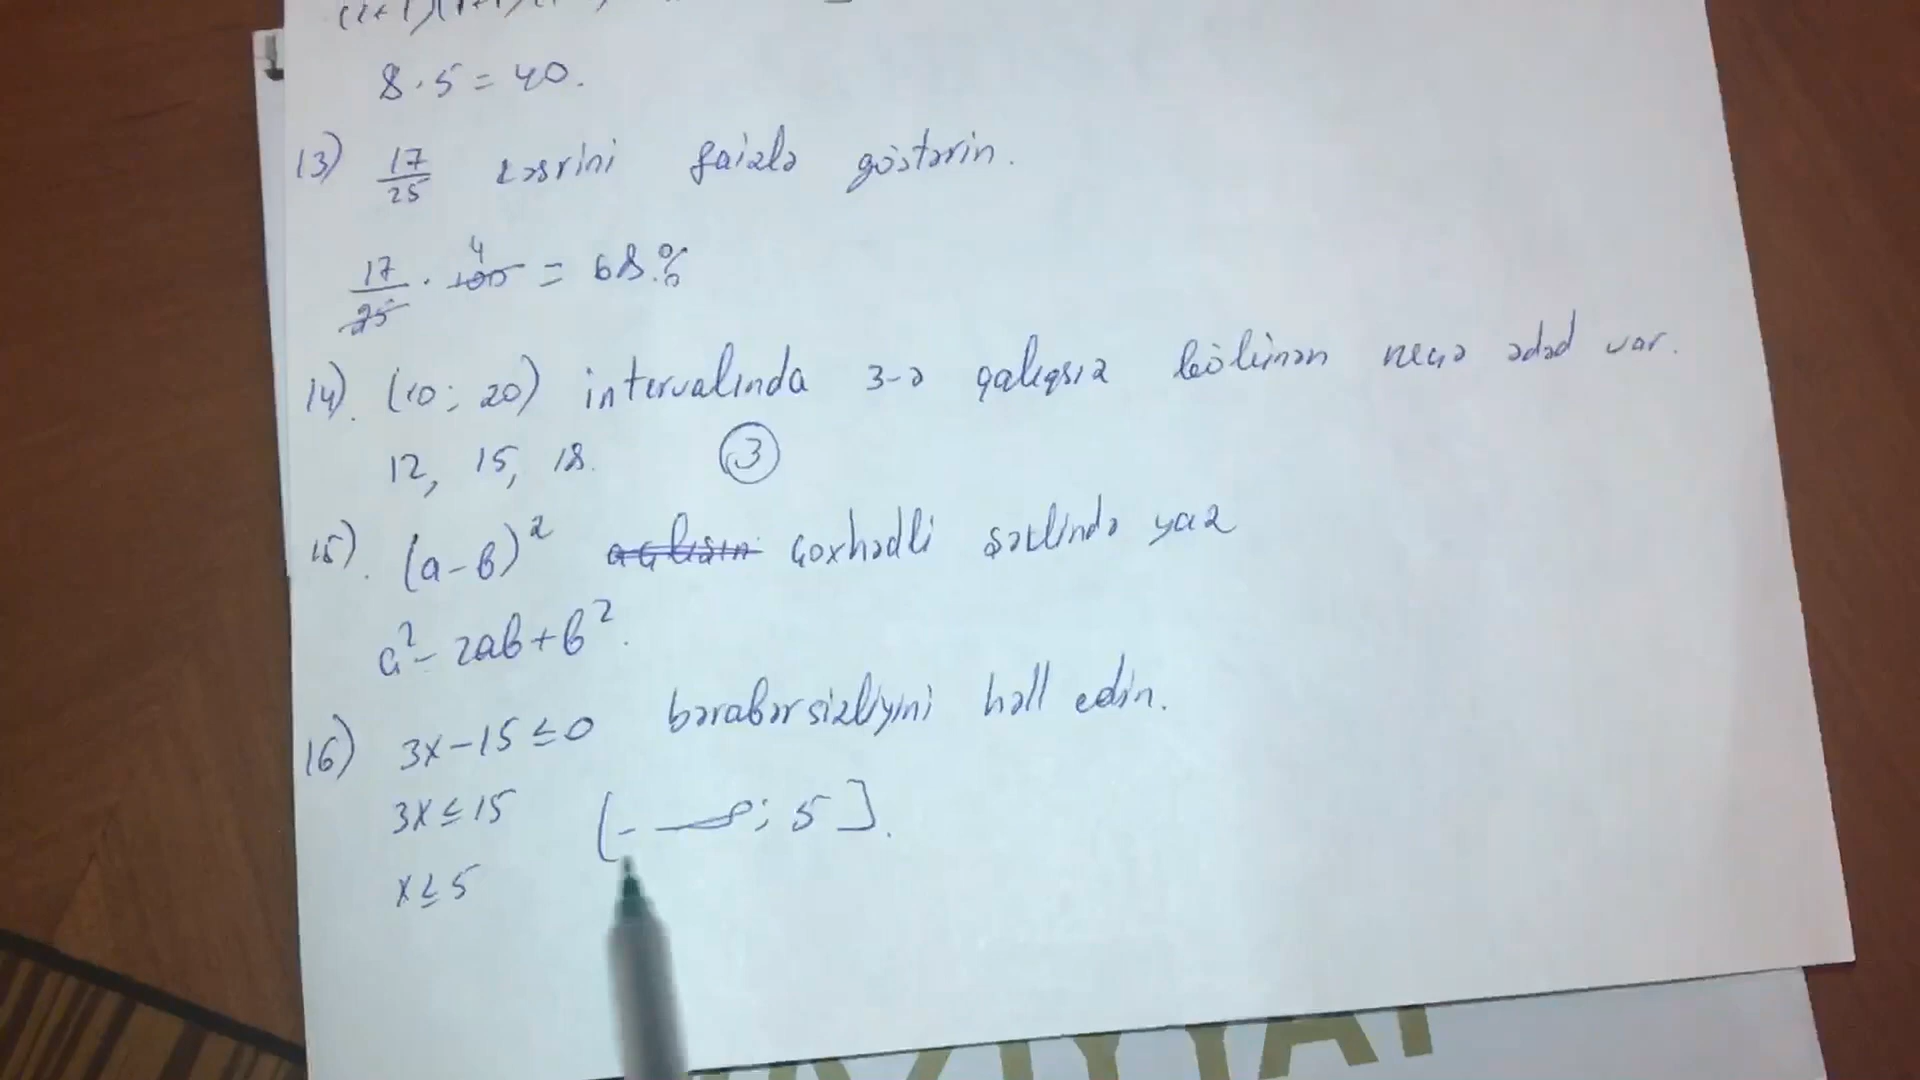 8 · 5 = 40.
13) 17/25 kəsrini faizlə göstərin.
17/25 · 100 4 = 68%
14). (10; 20) intervalında 3-ə qalıqsız bölünən neçə ədəd var.
12, 15, 18. 3
15). (a-b)² çoxhədli şəklində yaz
a² - 2ab + b².
16) 3x-15≤0 bərabərsizliyini həll edin.
3x≤15 (-∞; 5].
x≤5